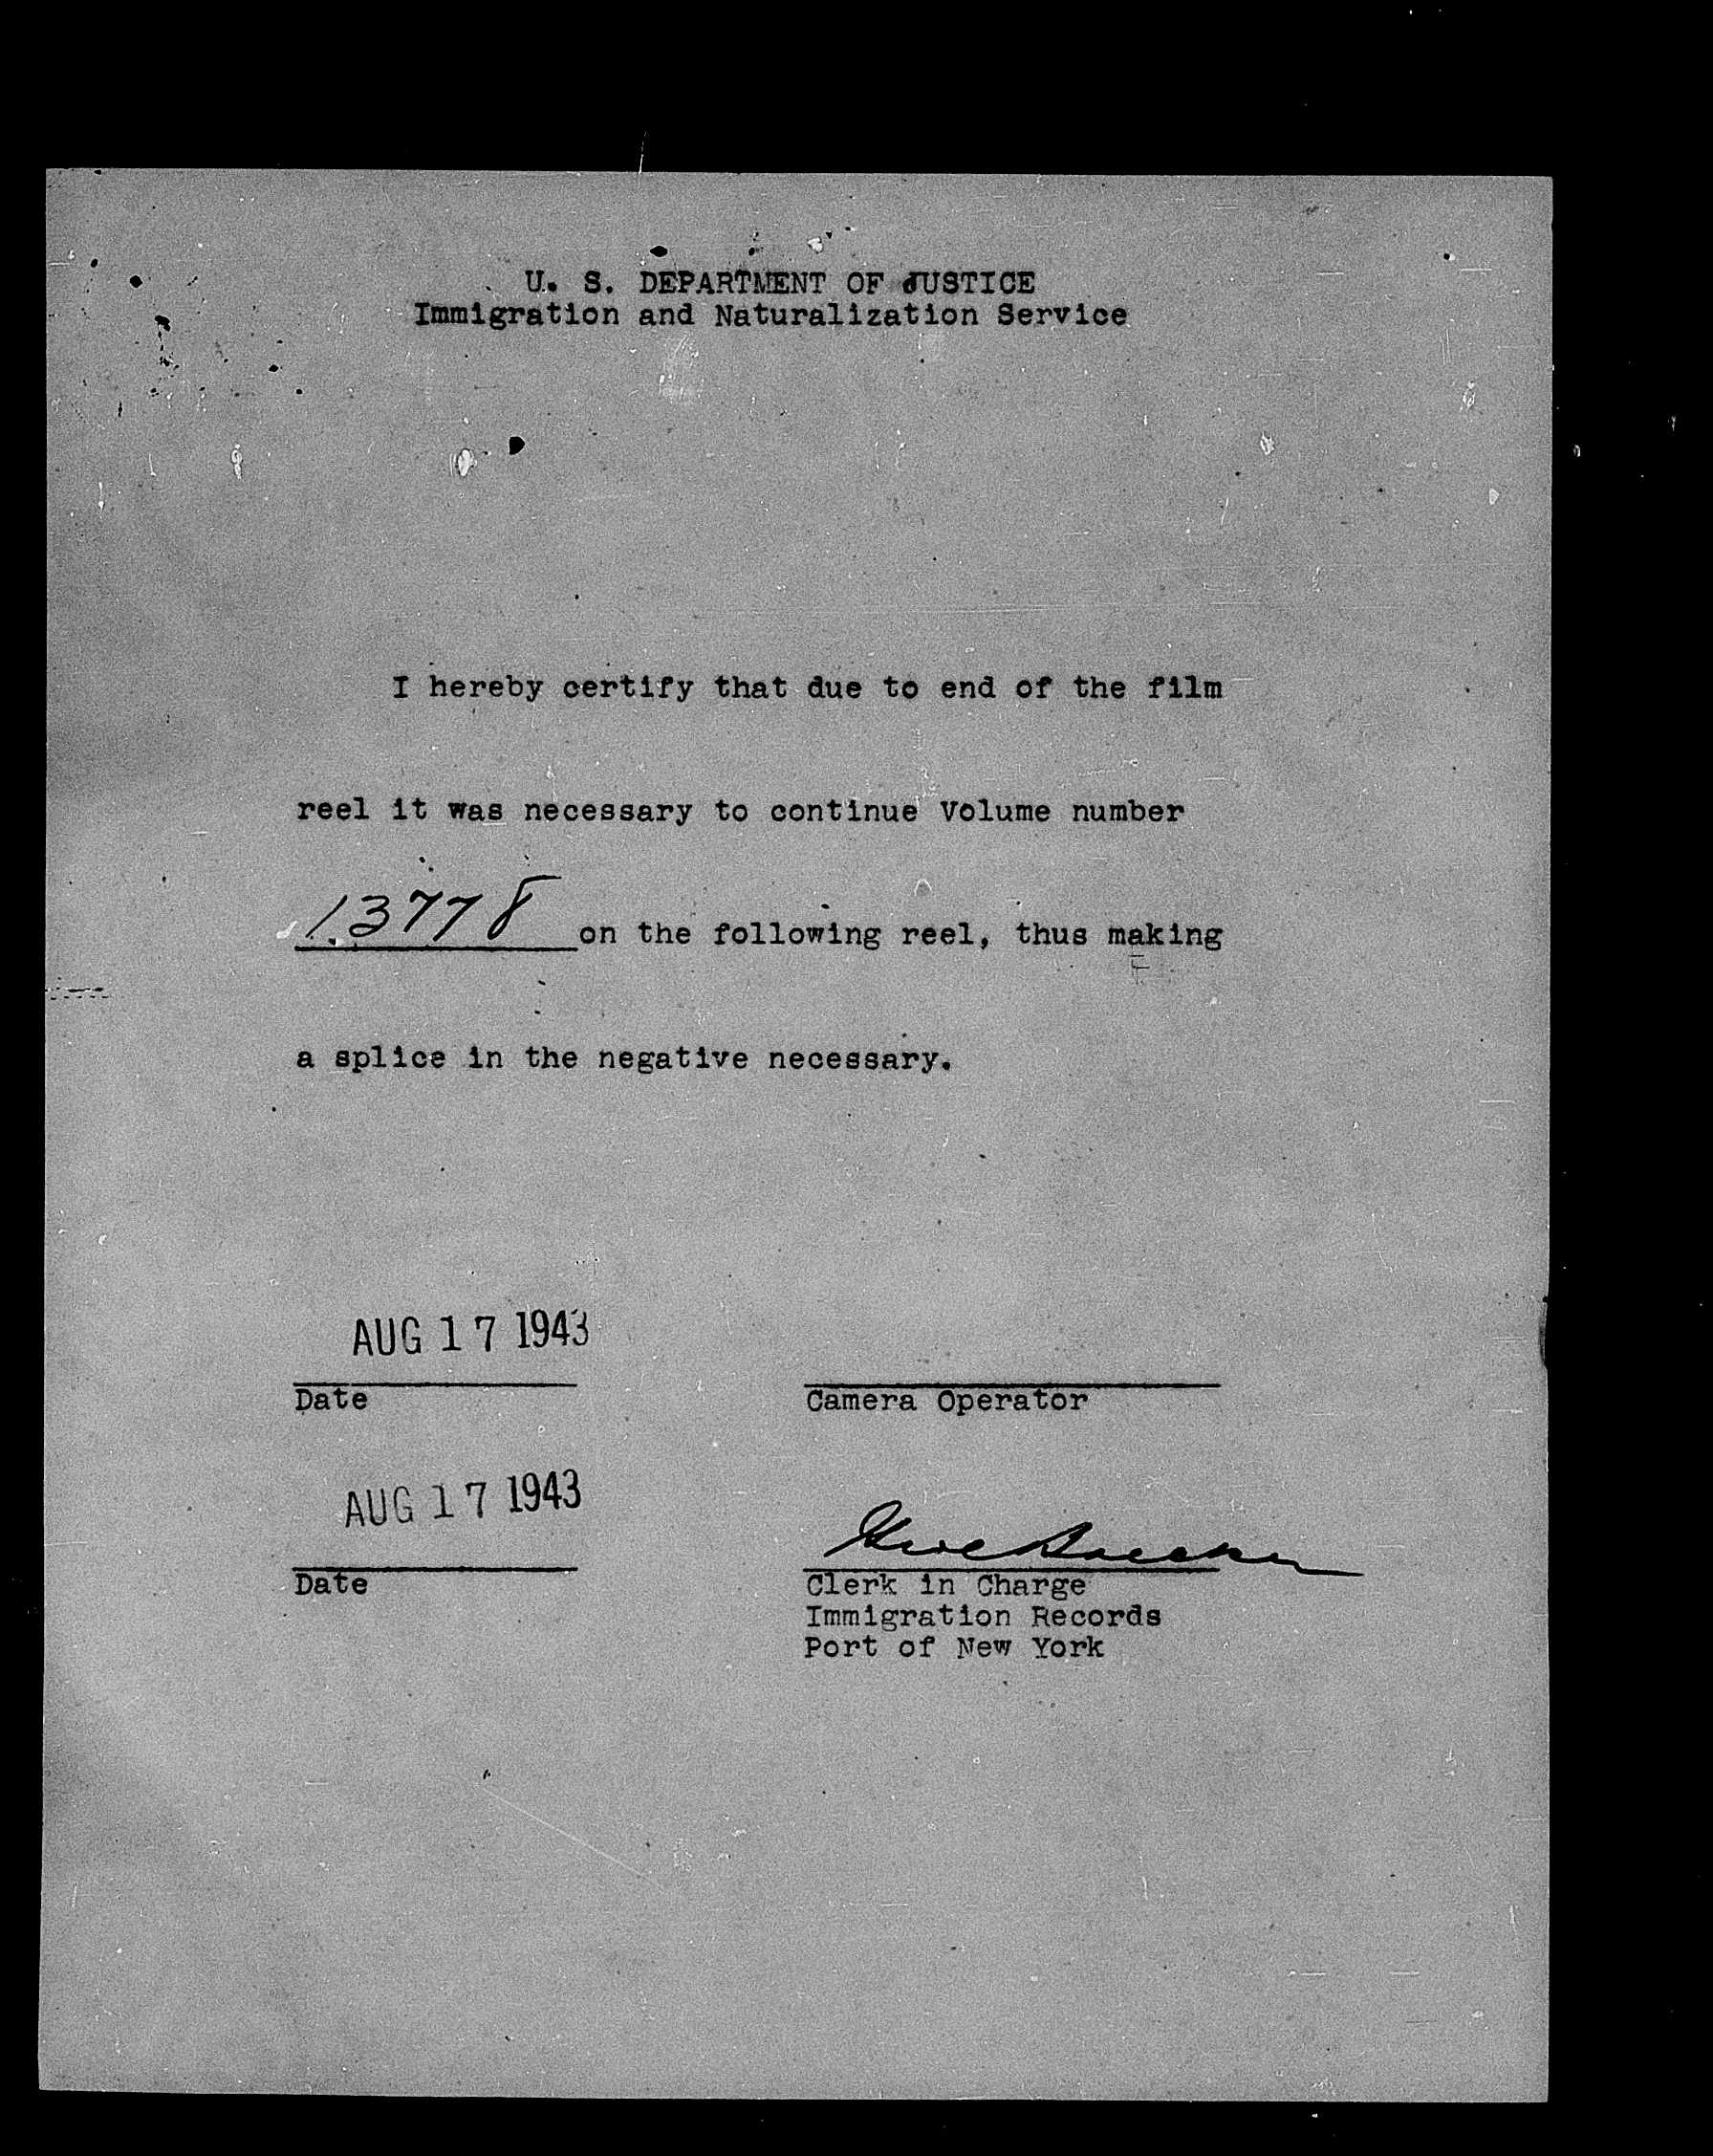 U. S. DEPARTMENT OF JUSTICE
Immigration and Naturalization Service
I hereby certify that due to end of the film
reel it was necessary to continue Volume number
13778 on the following reel, thus making
a splice in the negative necessary.
AUG 17 1943
Date
Camera Operator
AUG 17 1943
Date
Clerk in Charge
Immigration Records
Port of New York